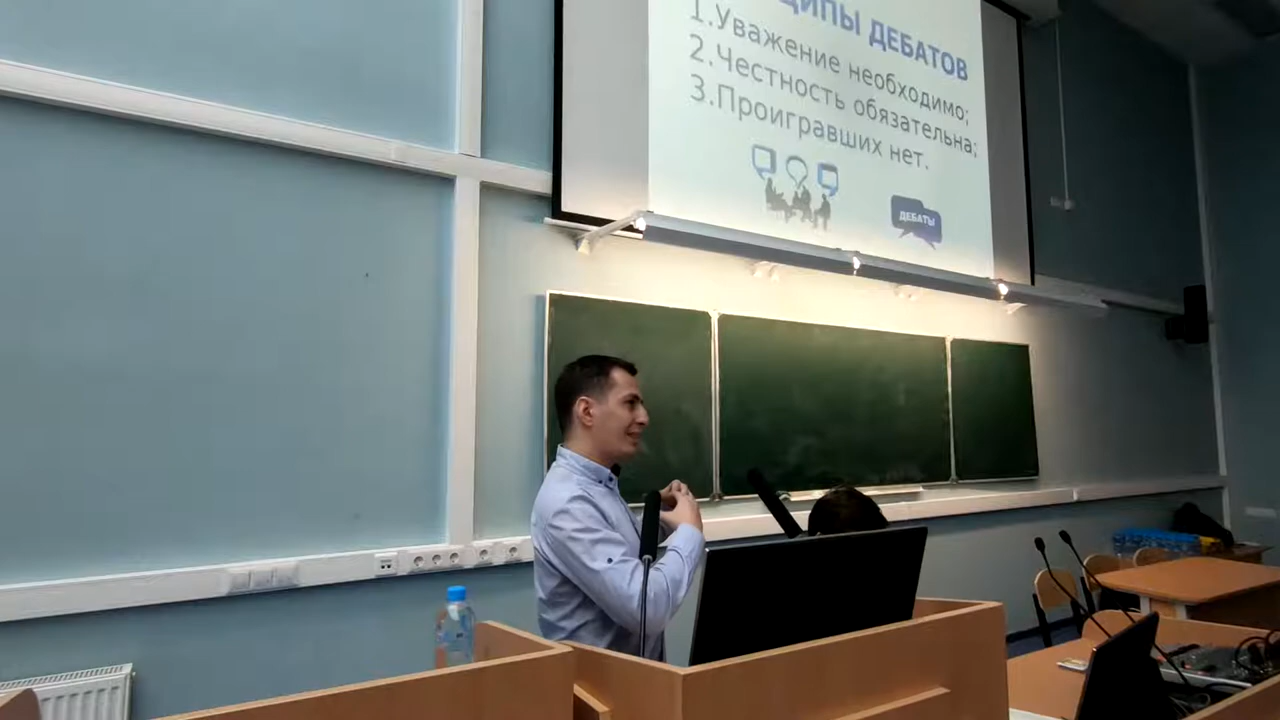 ЦИПЫ ДЕБАТОВ
1.Уважение необходимо;
2.Честность обязательна;
3.Проигравших нет.
ДЕБАТЫ